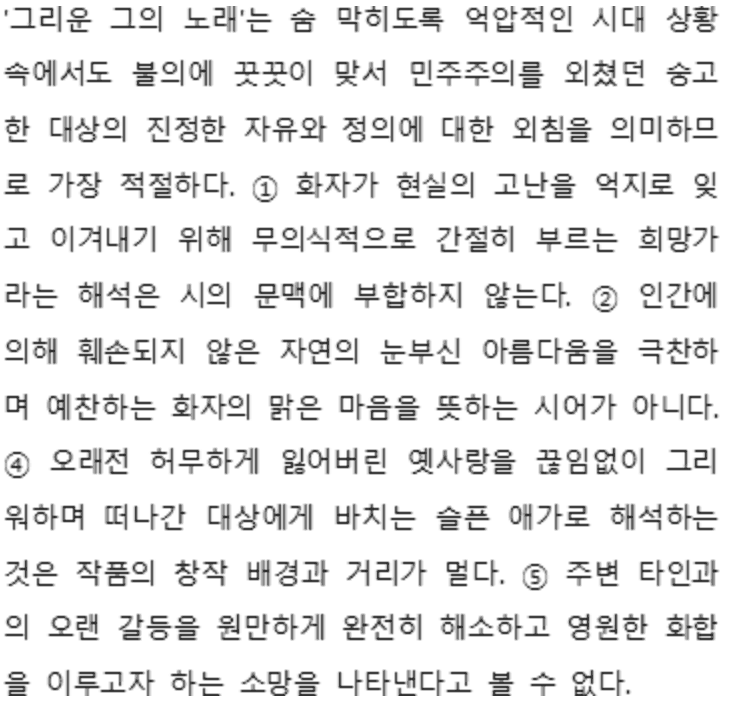 '그리운 그의 노래'는 숨 막히도록 억압적인 시대 상황
속에서도 불의에 꿋꿋이 맞서 민주주의를 외쳤던 숭고
한 대상의 진정한 자유와 정의에 대한 외침을 의미하므
로 가장 적절하다. ① 화자가 현실의 고난을 억지로 잊
고 이겨내기 위해 무의식적으로 간절히 부르는 희망가
라는 해석은 시의 문맥에 부합하지 않는다. ② 인간에
의해 훼손되지 않은 자연의 눈부신 아름다움을 극찬하
며 예찬하는 화자의 맑은 마음을 뜻하는 시어가 아니다.
④ 오래전 허무하게 잃어버린 옛사랑을 끊임없이 그리
워하며 떠나간 대상에게 바치는 슬픈 애가로 해석하는
것은 작품의 창작 배경과 거리가 멀다. ⑤ 주변 타인과
의 오랜 갈등을 원만하게 완전히 해소하고 영원한 화합
을 이루고자 하는 소망을 나타낸다고 볼 수 없다.